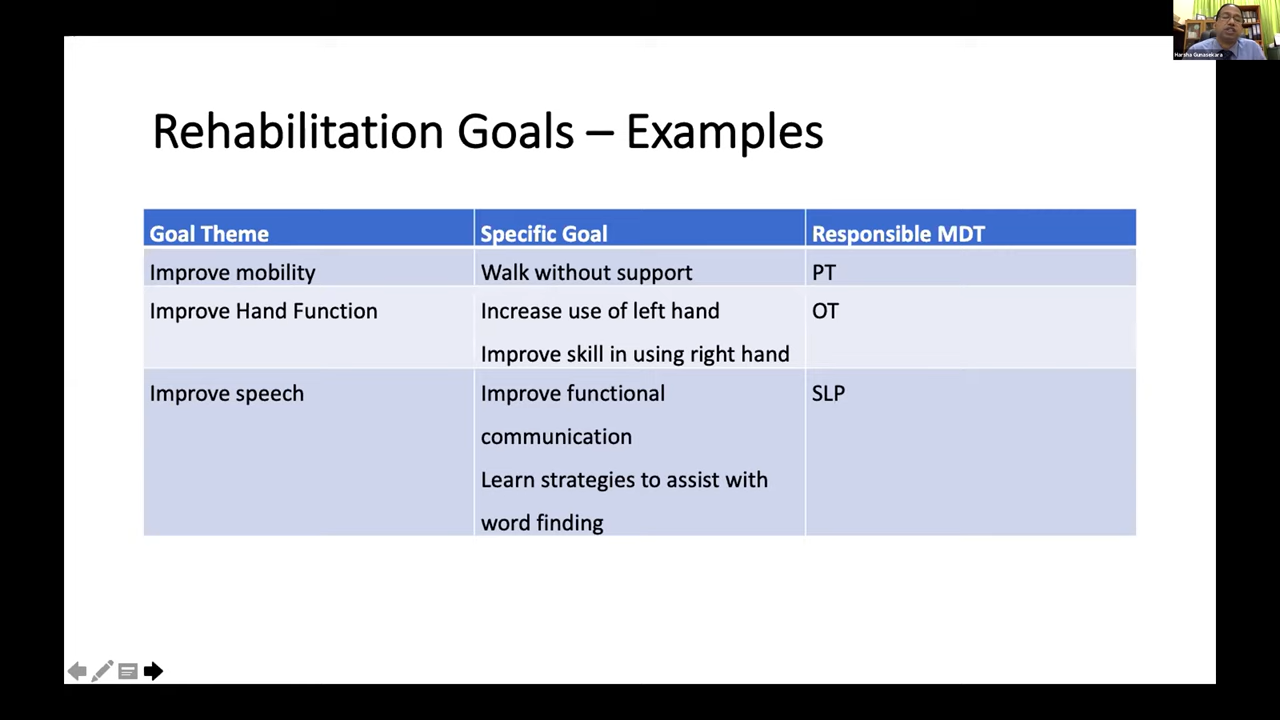 Harsha Gunasekara
Rehabilitation Goals – Examples
Goal Theme Specific Goal Responsible MDT
Improve mobility Walk without support PT
Improve Hand Function Increase use of left hand OT
Improve skill in using right hand
Improve speech Improve functional SLP
communication
Learn strategies to assist with
word finding